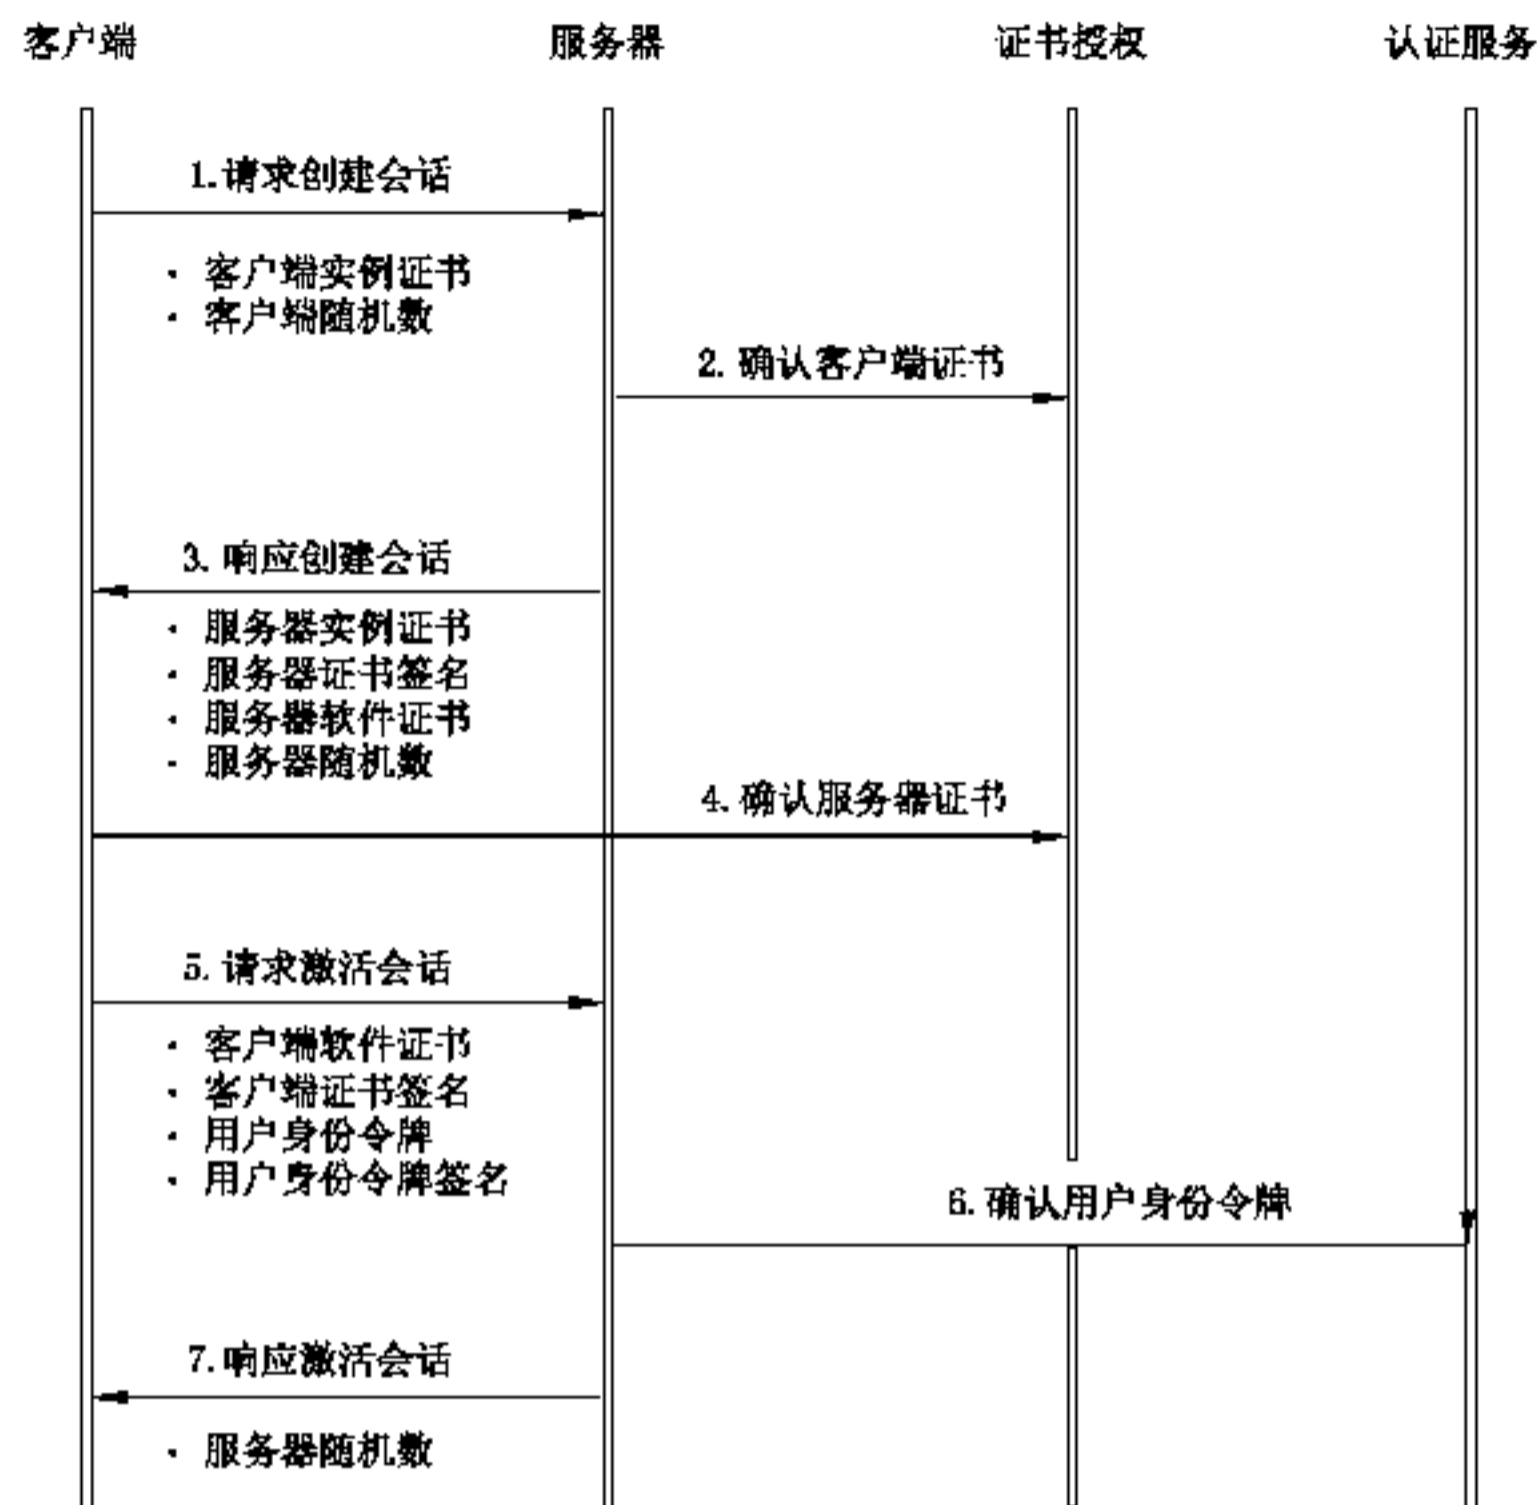 客户端 服务器 证书授权 认证服务
1.请求创建会话
· 客户端实例证书
· 客户端随机数
2. 确认客户端证书
3. 响应创建会话
· 服务器实例证书
· 服务器证书签名
· 服务器软件证书
· 服务器随机数
4. 确认服务器证书
5. 请求激活会话
· 客户端软件证书
· 客户端证书签名
· 用户身份令牌
· 用户身份令牌签名
6.确认用户身份令牌
7.响应激活会话
· 服务器随机数